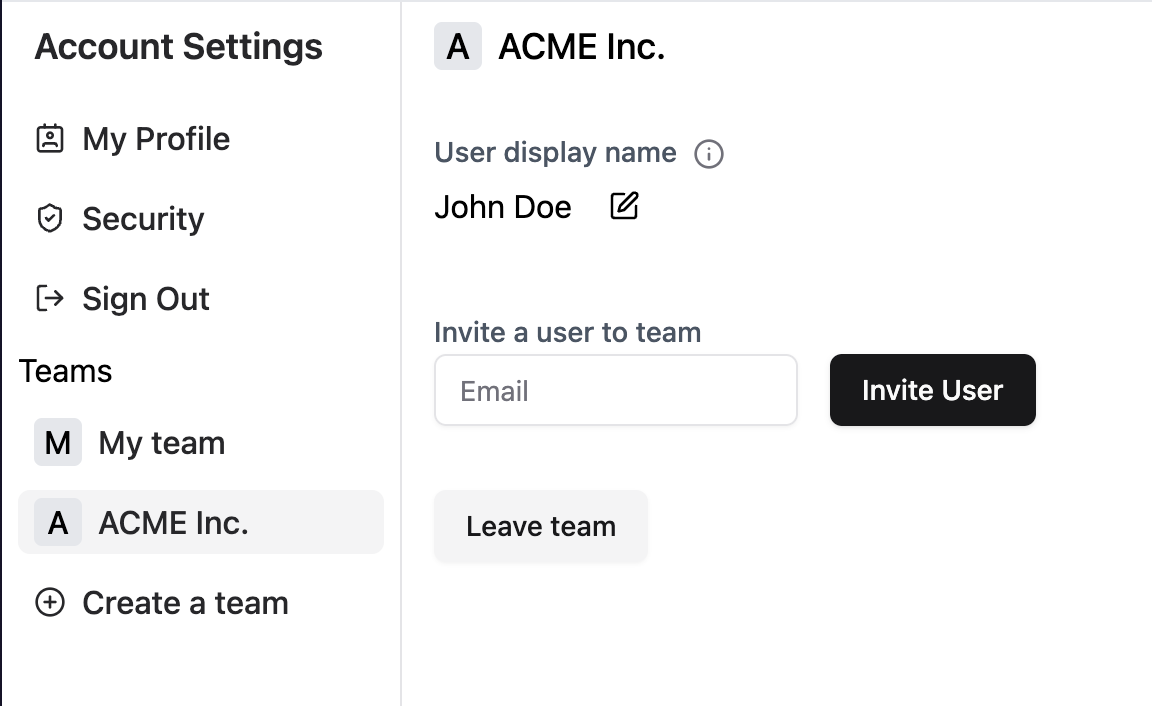 Account Settings
My Profile
Security
Sign Out
Teams
M My team
A ACME Inc.
Create a team
A ACME Inc.
User display name
John Doe
Invite a user to team
Email
Invite User
Leave team